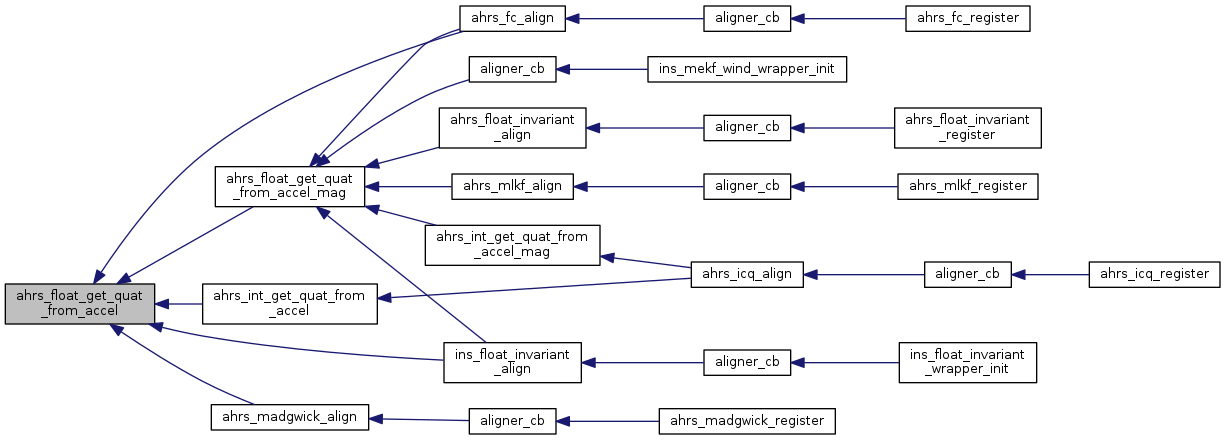 ahrs_fc_align
aligner_cb
ahrs_fc_register
aligner_cb
ins_mekf_wind_wrapper_init
ahrs_float_invariant
_align
aligner_cb
ahrs_float_invariant
_register
ahrs_float_get_quat
_from_accel_mag
ahrs_mlkf_align
aligner_cb
ahrs_mlkf_register
ahrs_int_get_quat_from
_accel_mag
ahrs_icq_align
aligner_cb
ahrs_icq_register
ahrs_float_get_quat
_from_accel
ahrs_int_get_quat_from
_accel
ins_float_invariant
_align
aligner_cb
ins_float_invariant
_wrapper_init
ahrs_madgwick_align
aligner_cb
ahrs_madgwick_register